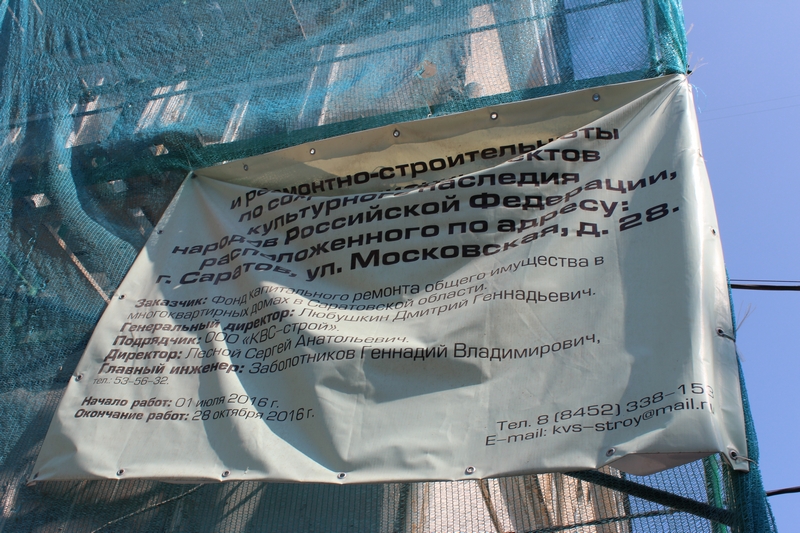 и ремонтно-строительные работы
по сохранению объектов
культурного наследия
народов Российской Федерации,
расположенного по адресу:
г. Саратов, ул. Московская, д. 28.
Заказчик: Фонд капитального ремонта общего имущества в
многоквартирных домах в Саратовской области.
Генеральный директор: Любушкин Дмитрий Геннадьевич.
Подрядчик: ООО «КВС-строй».
Директор: Лесной Сергей Анатольевич.
Главный инженер: Заболотников Геннадий Владимирович,
тел.: 53-56-32.
Начало работ: 01 июля 2016 г.
Окончание работ: 28 октября 2016 г.
Тел. 8 (8452) 338-153
E-mail: kvs-stroy@mail.ru